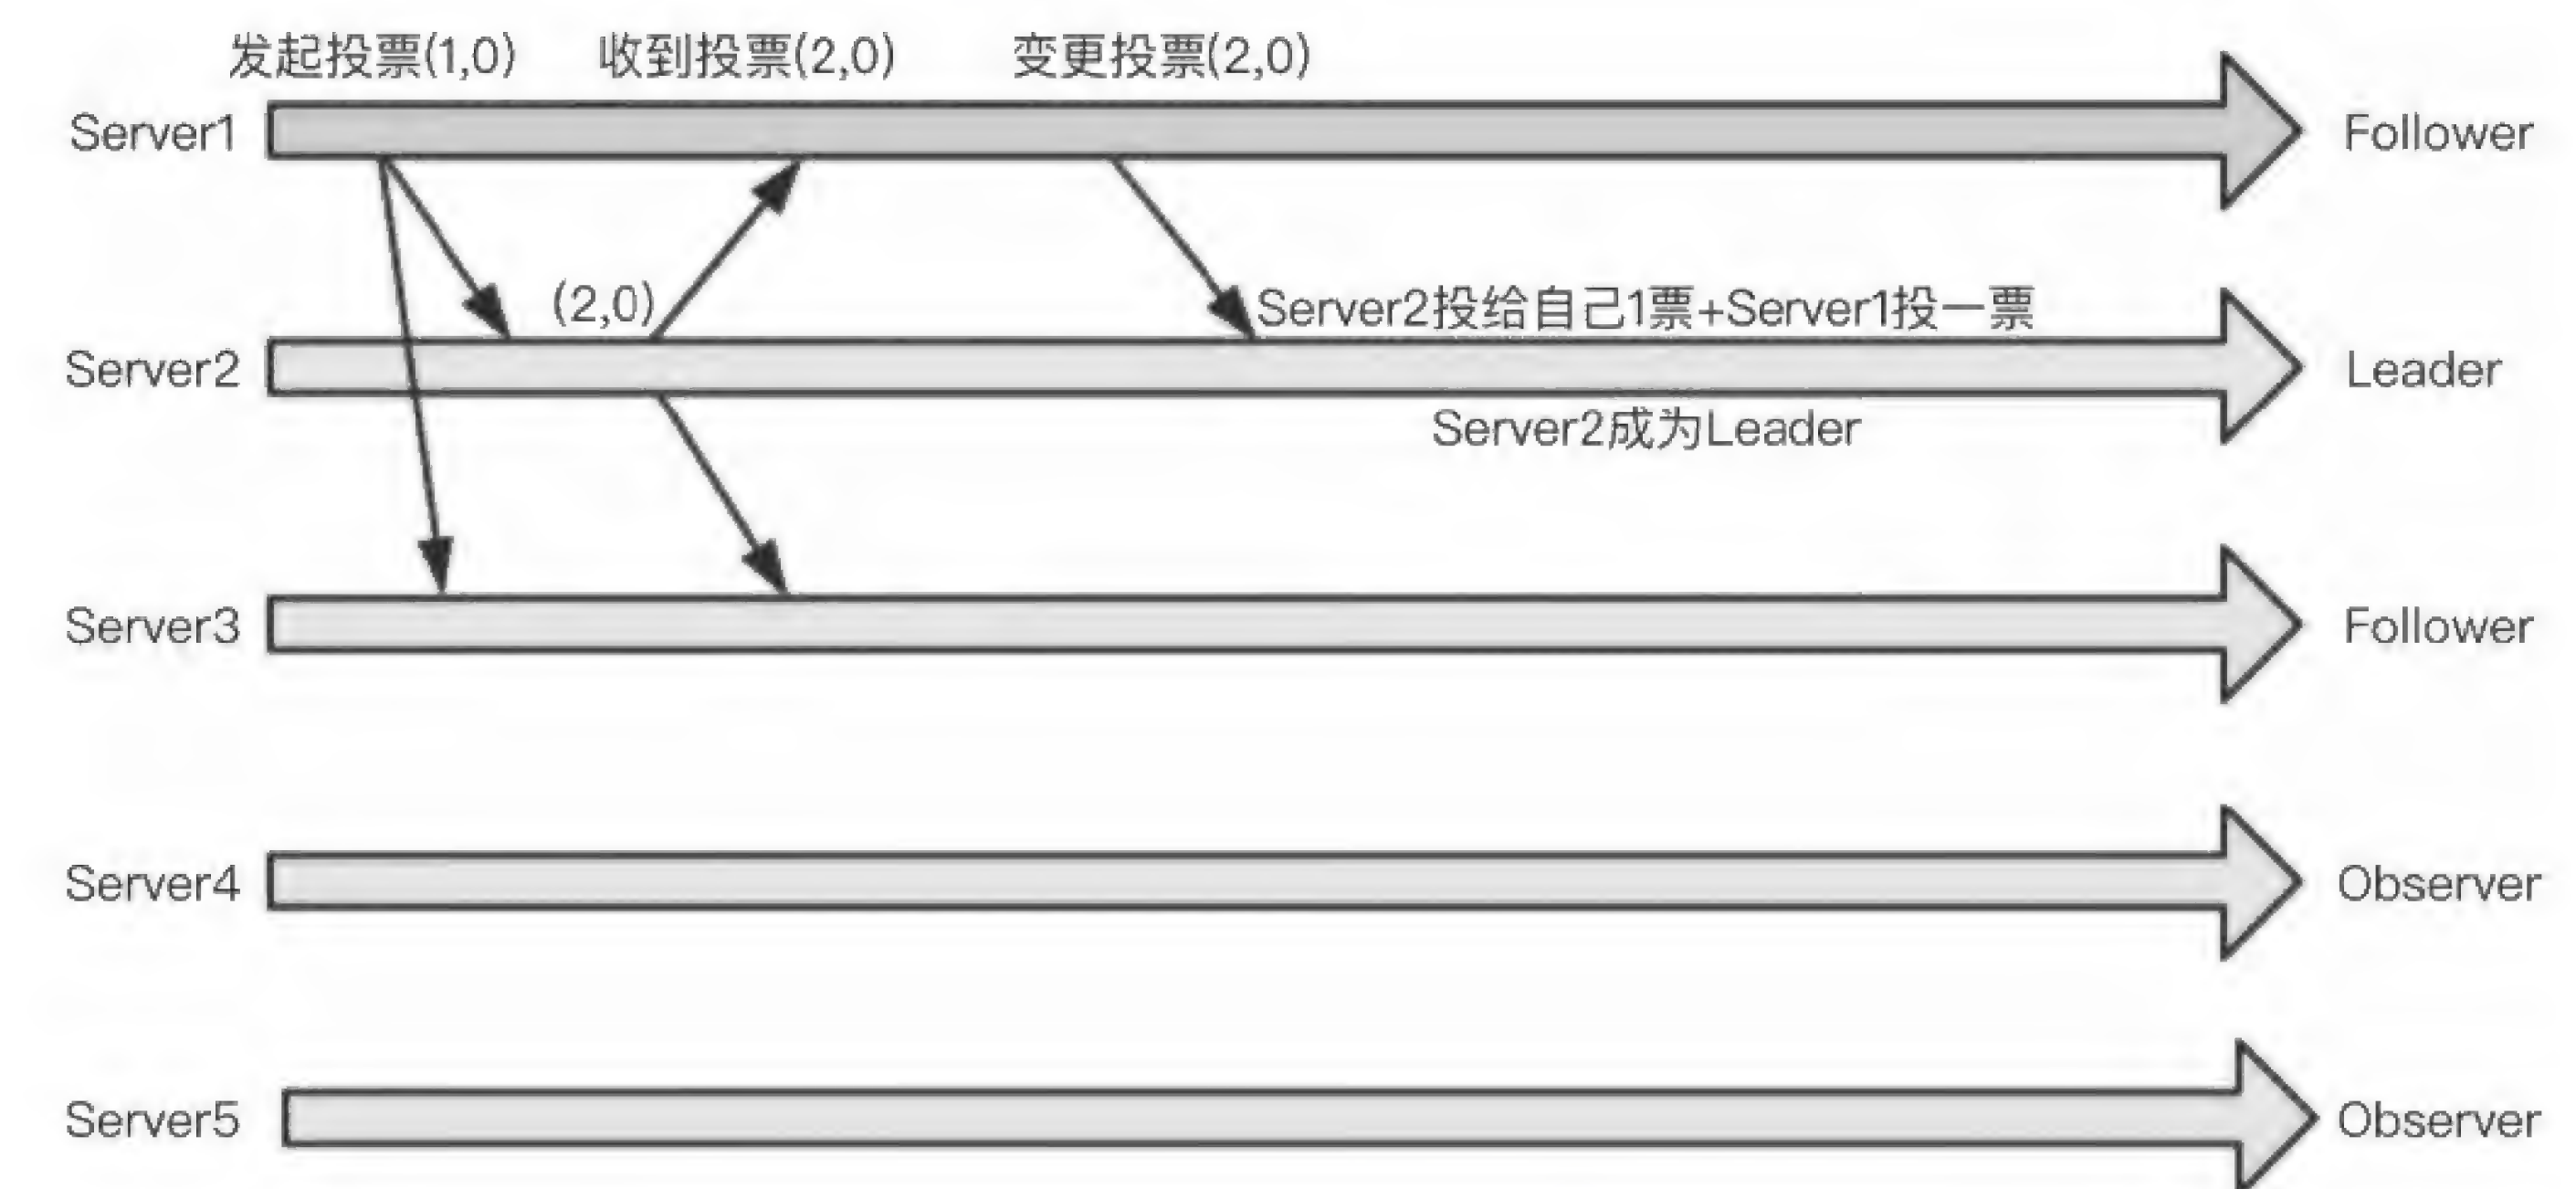 发起投票(1,0) 收到投票(2,0) 变更投票(2,0)
Server1 Follower
(2,0) Server2投给自己1票+Server1投一票
Server2 Leader
Server2成为Leader
Server3 Follower
Server4 Observer
Server5 Observer